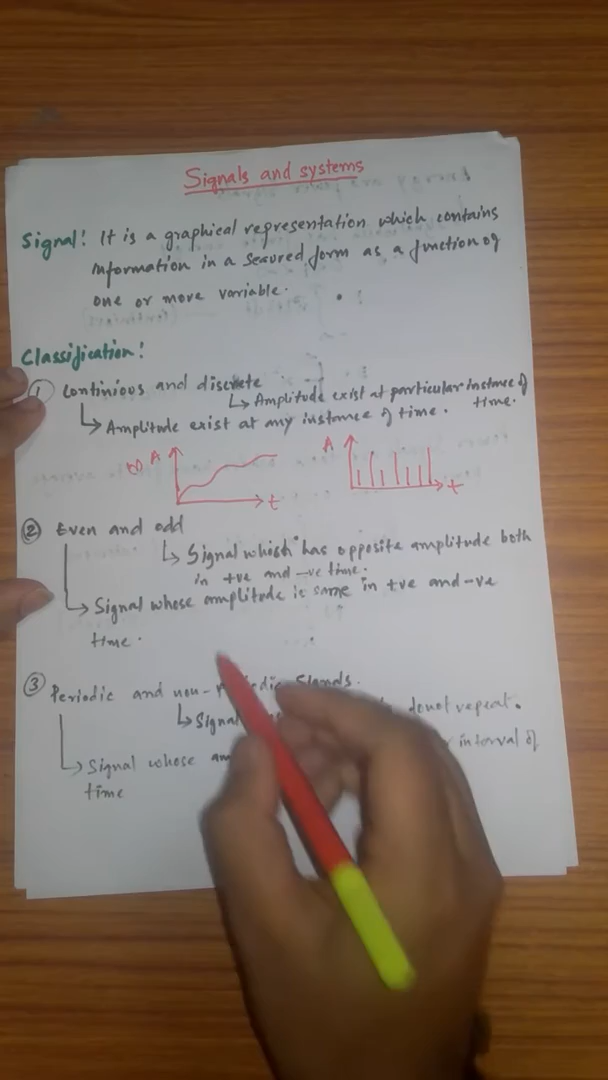 Signals and systems
Signal! It is a graphical representation which contains
information in a secured form as a function of
one or more variable.
Classification!
① Continious and discrete
↳ Amplitude exist at particular instance of
time.
↳ Amplitude exist at any instance of time.
A
t
A
t
② Even and odd
↳ Signal which has opposite amplitude both
in +ve and -ve time.
↳ Signal whose amplitude is same in +ve and -ve
time.
③ Periodic and non-
↳ Signal donot repeat.
↳ Signal whose interval of
time